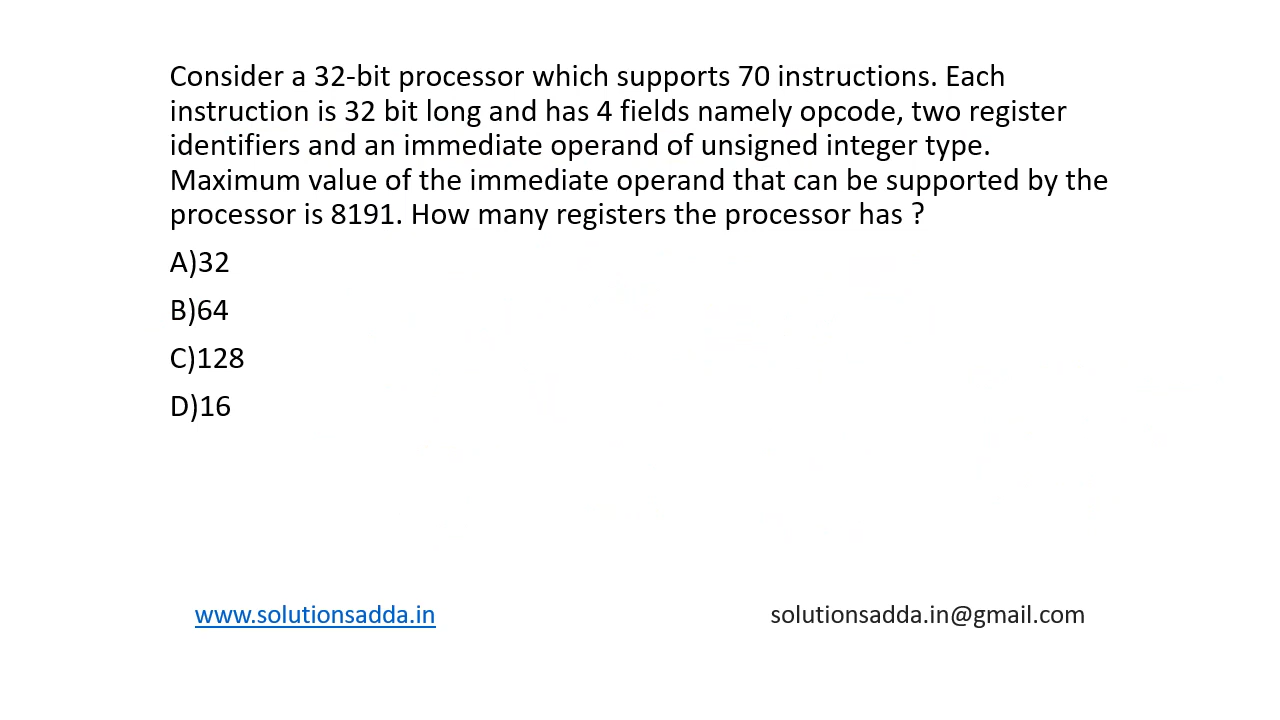 Consider a 32-bit processor which supports 70 instructions. Each
instruction is 32 bit long and has 4 fields namely opcode, two register
identifiers and an immediate operand of unsigned integer type.
Maximum value of the immediate operand that can be supported by the
processor is 8191. How many registers the processor has ?
A)32
B)64
C)128
D)16
www.solutionsadda.in
solutionsadda.in@gmail.com